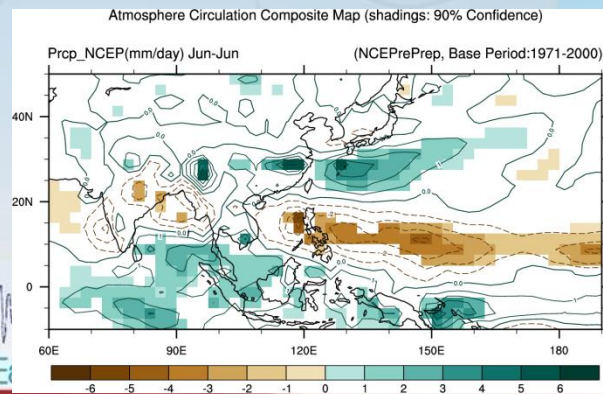 Atmosphere Circulation Composite Map (shadings: 90% Confidence)
Prcp_NCEP(mm/day) Jun-Jun (NCEPrePrep, Base Period:1971-2000)
40N
20N
0
60E 90E 120E 150E 180
-6 -5 -4 -3 -2 -1 0 1 2 3 4 5 6